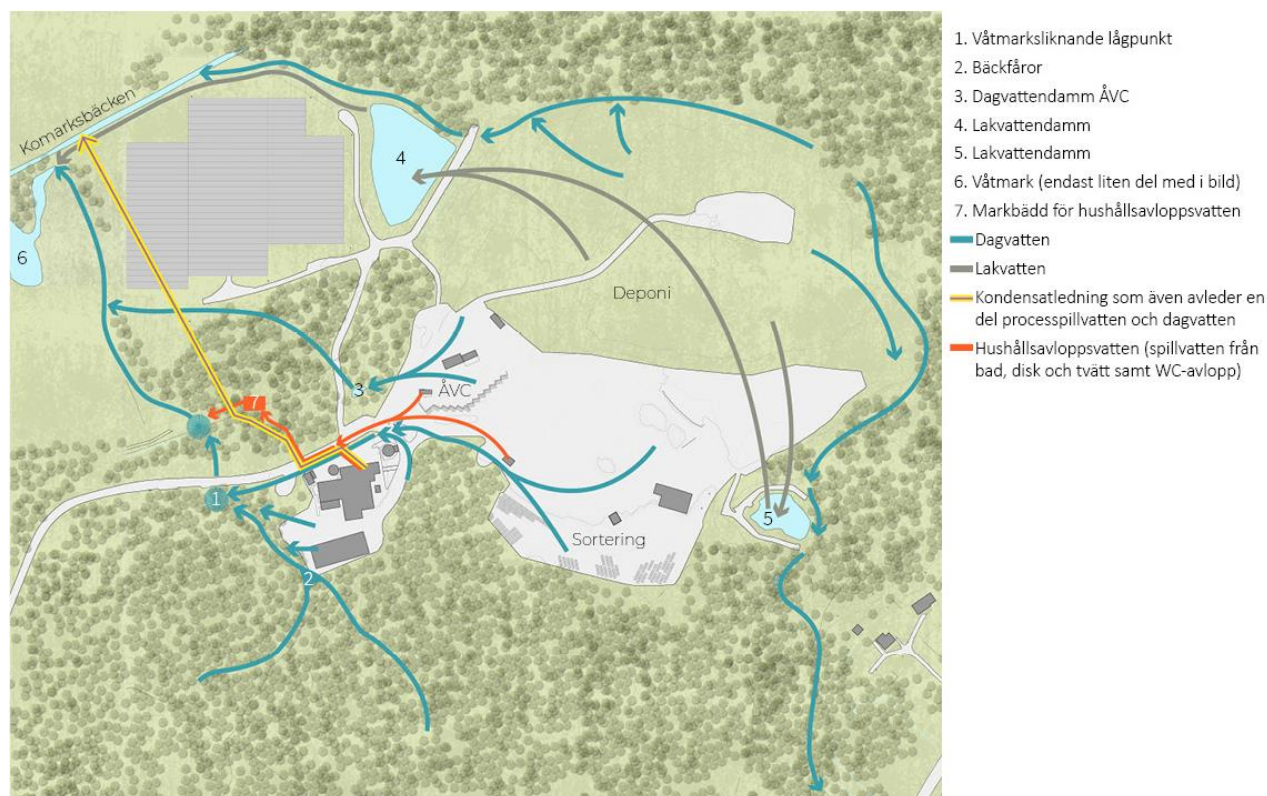 Komarksbäcken
4
6
Deponi
3
ÅVC
7
1
5
Sortering
2
1. Våtmarksliknande lågpunkt
2. Bäckfåror
3. Dagvattendamm ÅVC
4. Lakvattendamm
5. Lakvattendamm
6. Våtmark (endast liten del med i bild)
7. Markbädd för hushållsavloppsvatten
Dagvatten
Lakvatten
Kondensatledning som även avleder en
del processpillvatten och dagvatten
Hushållsavloppsvatten (spillvatten från
bad, disk och tvätt samt WC-avlopp)